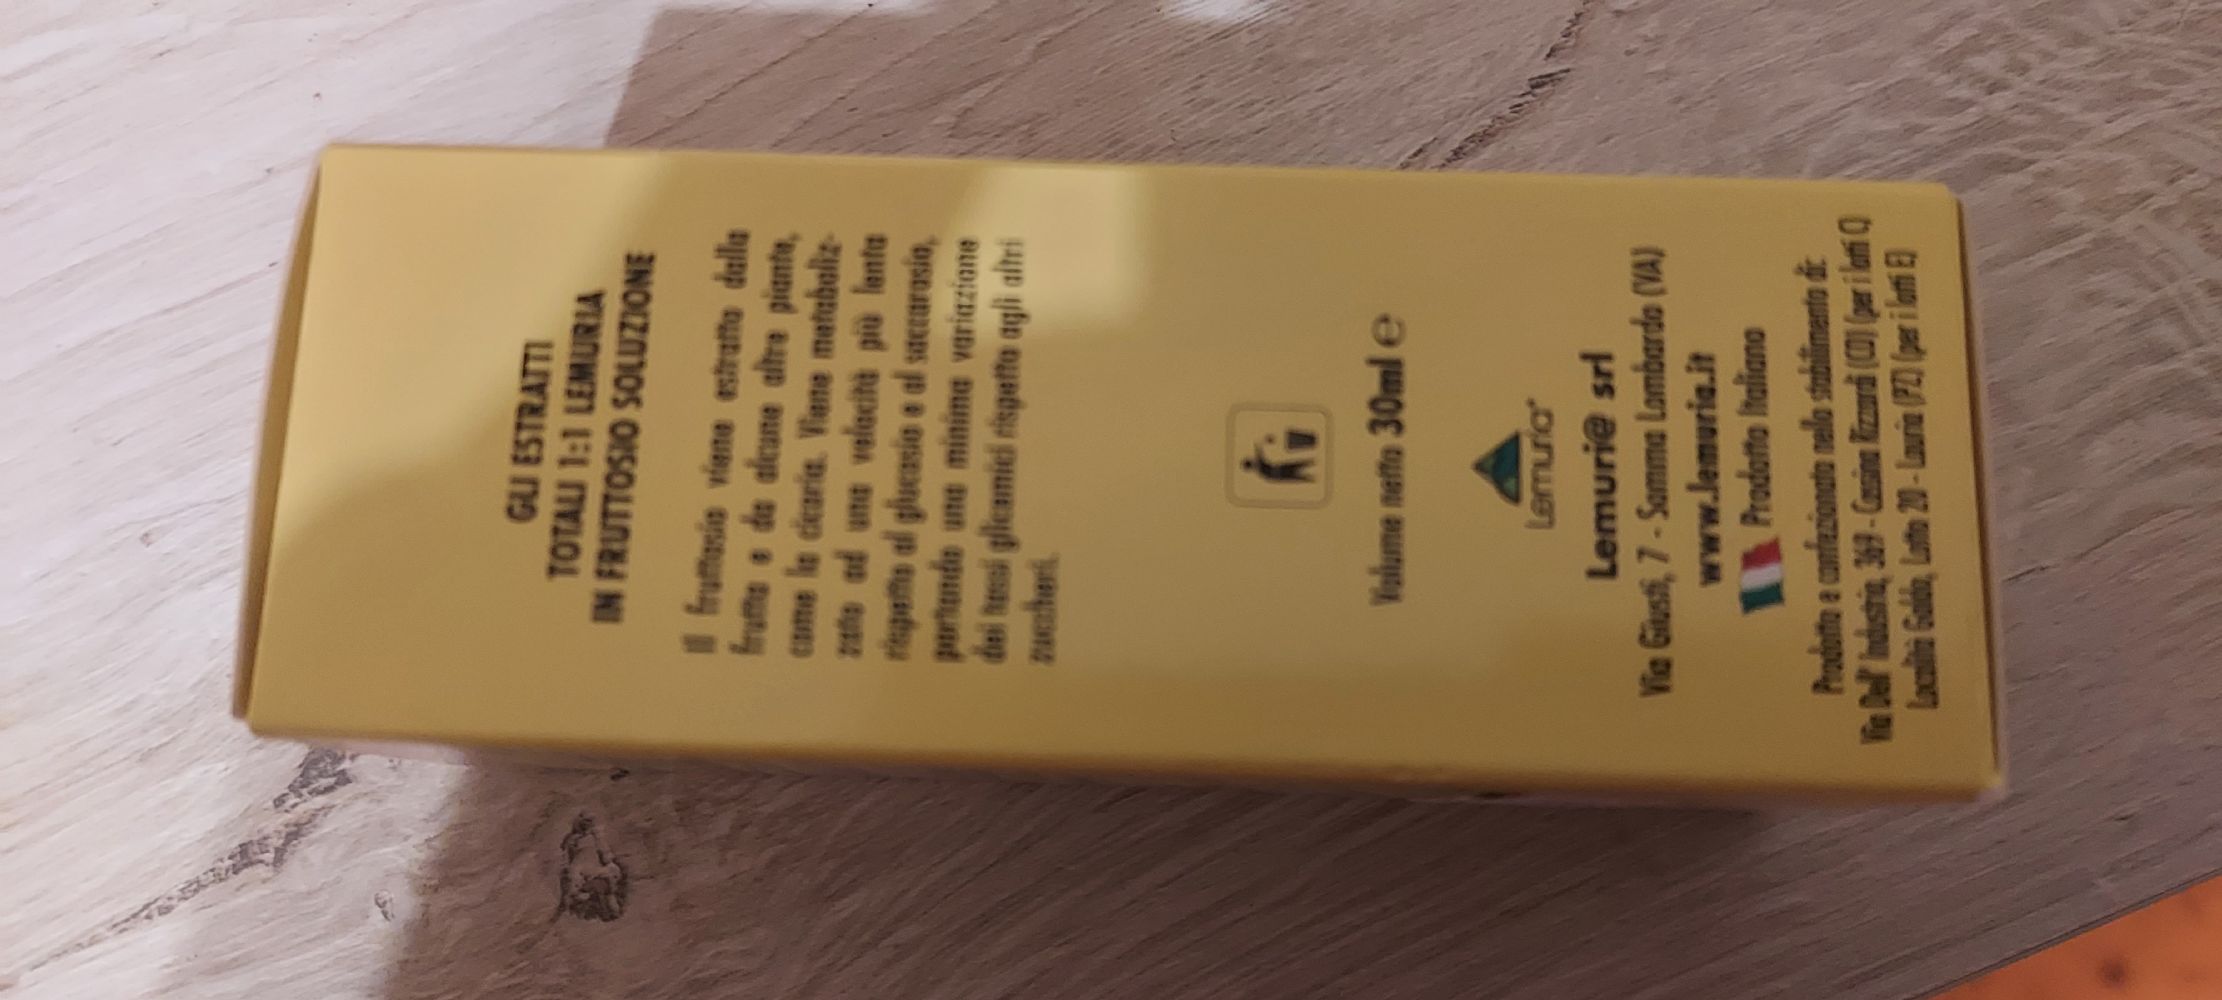 GLI ESTRATTI
TOTALI 1:1 LEMURIA
IN FRUTTOSIO SOLUZIONE
Il fruttosio viene estratto dalla
frutta e da alcune altre piante,
come la cicoria. Viene metaboliz-
zato ad una velocità più lenta
rispetto al glucosio e al saccarosio,
portando una minima variazione
dei tassi glicemici rispetto agli altri
zuccheri.
Volume netto 30ml ℮
Lemuria®
Lemuri@ srl
Via Giusti, 7 - Somma Lombardo (VA)
www.lemuria.it
Prodotto Italiano
Prodotto e confezionato nello stabilimento di:
Via Dell' Industria, 369 - Cassina Rizzardi (CO) (per i lotti C)
Località Galdo, Lotto 20 - Lauria (PZ) (per i lotti E)